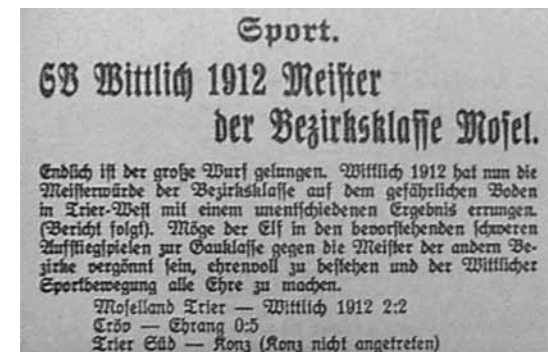 Sport.
SV Wittlich 1912 Meister
der Bezirksklasse Mosel.
Endlich ist der große Wurf gelungen. Wittlich 1912 hat nun die
Meisterwürde der Bezirksklasse auf dem gefährlichen Boden
in Trier-West mit einem unentschiedenen Ergebnis errungen.
(Bericht folgt). Möge der Elf in den bevorstehenden schweren
Aufstiegspielen zur Gauklasse gegen die Meister der andern Be-
zirke vergönnt sein, ehrenvoll zu bestehen und der Wittlicher
Sportbewegung alle Ehre zu machen.
Moselland Trier — Wittlich 1912 2:2
Cröv — Ehrang 0:5
Trier Süd — Konz (Konz nicht angetreten)